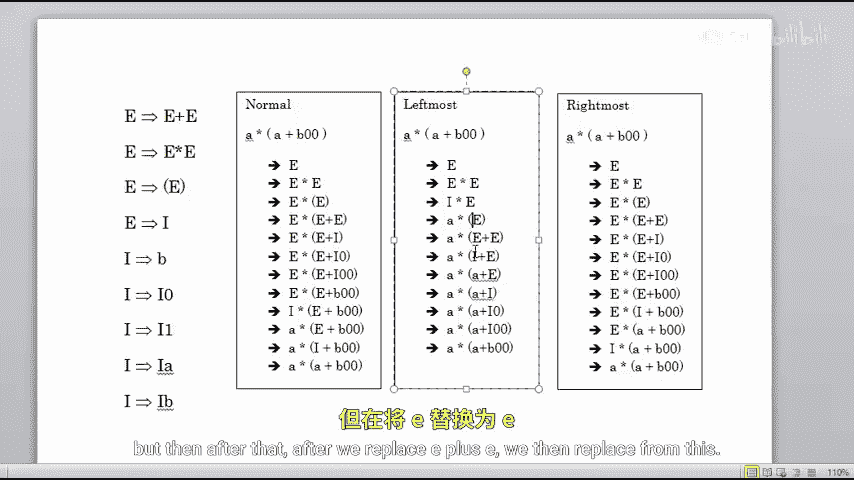 E ⇒ E+E
E ⇒ E*E
E ⇒ (E)
E ⇒ I
I ⇒ b
I ⇒ I0
I ⇒ I1
I ⇒ Ia
I ⇒ Ib
Normal
a * ( a + b00 )
➔ E
➔ E * E
➔ E * (E)
➔ E * (E+E)
➔ E * (E+I)
➔ E * (E+I0)
➔ E * (E+I00)
➔ E * (E+b00)
➔ I * (E + b00)
➔ a * (E + b00)
➔ a * (I + b00)
➔ a * (a + b00)
Leftmost
a * ( a + b00 )
➔ E
➔ E * E
➔ I * E
➔ a * (E)
➔ a * (E+E)
➔ a * (I+E)
➔ a * (a+E)
➔ a * (a+I)
➔ a * (a+I0)
➔ a * (a+I00)
➔ a * (a+b00)
Rightmost
a * ( a + b00 )
➔ E
➔ E * E
➔ E * (E)
➔ E * (E+E)
➔ E * (E+I)
➔ E * (E+I0)
➔ E * (E+I00)
➔ E * (E+b00)
➔ E * (I + b00)
➔ E * (a + b00)
➔ I * (a + b00)
➔ a * (a + b00)
但在将 e 替换为 e
but then after that, after we replace e plus e, we then replace from this.
110%
bilibili